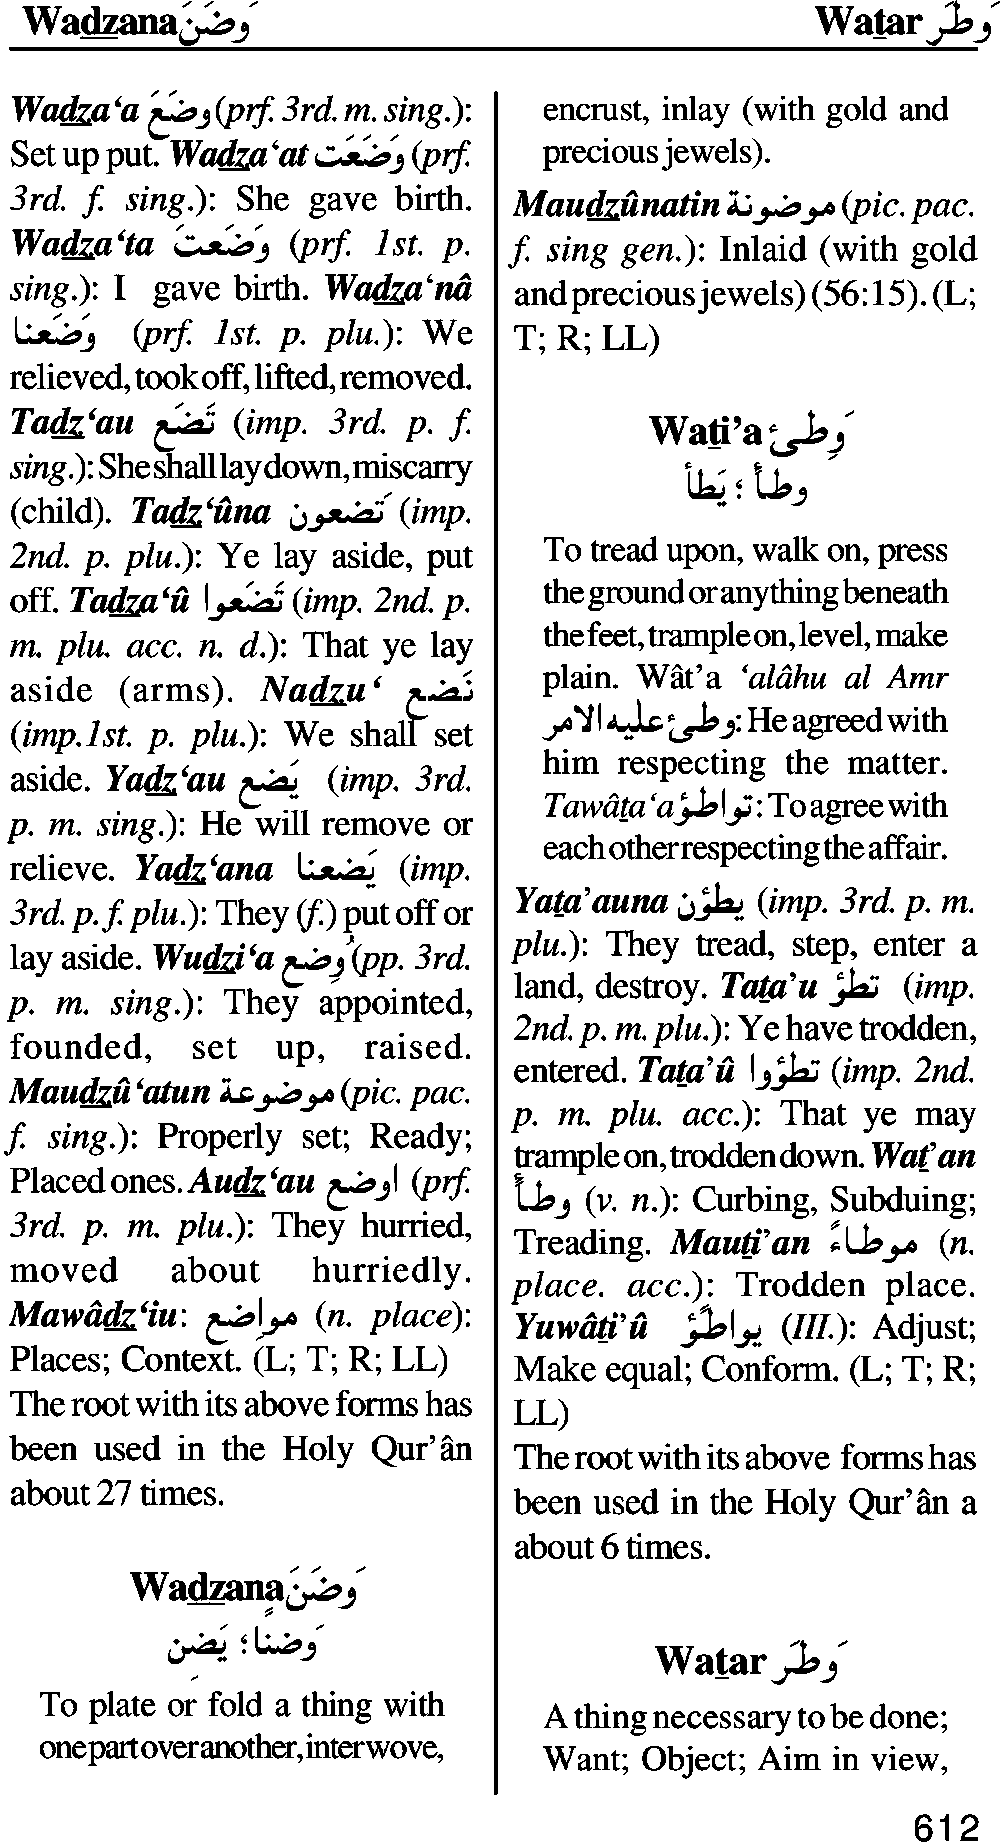 Wadzana وَضَنَ
Watar وَطَر
Wadza‘a وضَعَ (prf. 3rd. m. sing.):
Set up put. Wadza‘at وَضَعَت (prf.
3rd. f. sing.): She gave birth.
Wadza‘ta وَضَعتَ (prf. 1st. p.
sing.): I gave birth. Wadza‘nâ
وَضَعنا (prf. 1st. p. plu.): We
relieved, took off, lifted, removed.
Tadz‘au تَضَع (imp. 3rd. p. f.
sing.): She shall lay down, miscarry
(child). Tadz‘ûna تَضعون (imp.
2nd. p. plu.): Ye lay aside, put
off. Tadza‘û تَضَعوا (imp. 2nd. p.
m. plu. acc. n. d.): That ye lay
aside (arms). Nadzu‘ نَضع
(imp.1st. p. plu.): We shall set
aside. Yadz‘au يَضع (imp. 3rd.
p. m. sing.): He will remove or
relieve. Yadz‘ana يَضعنا (imp.
3rd. p. f. plu.): They (f.) put off or
lay aside. Wudzi‘a وُضِع (pp. 3rd.
p. m. sing.): They appointed,
founded, set up, raised.
Maudzû‘atun موضوعة (pic. pac.
f. sing.): Properly set; Ready;
Placed ones. Audz‘au اوضع (prf.
3rd. p. m. plu.): They hurried,
moved about hurriedly.
Mawâdz‘iu: مواضع (n. place):
Places; Context. (L; T; R; LL)
The root with its above forms has
been used in the Holy Qur’ân
about 27 times.
Wadzana وَضَنَ
وَضناً؛ يَضِن
To plate or fold a thing with
one part over another, interwove,
encrust, inlay (with gold and
precious jewels).
Maudzûnatin موضونة (pic. pac.
f. sing gen.): Inlaid (with gold
and precious jewels) (56:15). (L;
T; R; LL)
Wati’a وَطِئ
وطأ ؛ يَطأ
To tread upon, walk on, press
the ground or anything beneath
the feet, trample on, level, make
plain. Wât’a ‘alâhu al Amr
وطئ عليه الامر: He agreed with
him respecting the matter.
Tawâta‘a تواطؤ: To agree with
each other respecting the affair.
Yata’auna يطؤن (imp. 3rd. p. m.
plu.): They tread, step, enter a
land, destroy. Tata’u تطؤ (imp.
2nd. p. m. plu.): Ye have trodden,
entered. Tata’û تطؤوا (imp. 2nd.
p. m. plu. acc.): That ye may
trample on, trodden down. Wat’an
وطأً (v. n.): Curbing, Subduing;
Treading. Mauti’an موطاءً (n.
place. acc.): Trodden place.
Yuwâti’û يواطِؤُ (III.): Adjust;
Make equal; Conform. (L; T; R;
LL)
The root with its above forms has
been used in the Holy Qur’ân a
about 6 times.
Watar وَطَر
A thing necessary to be done;
Want; Object; Aim in view,
612